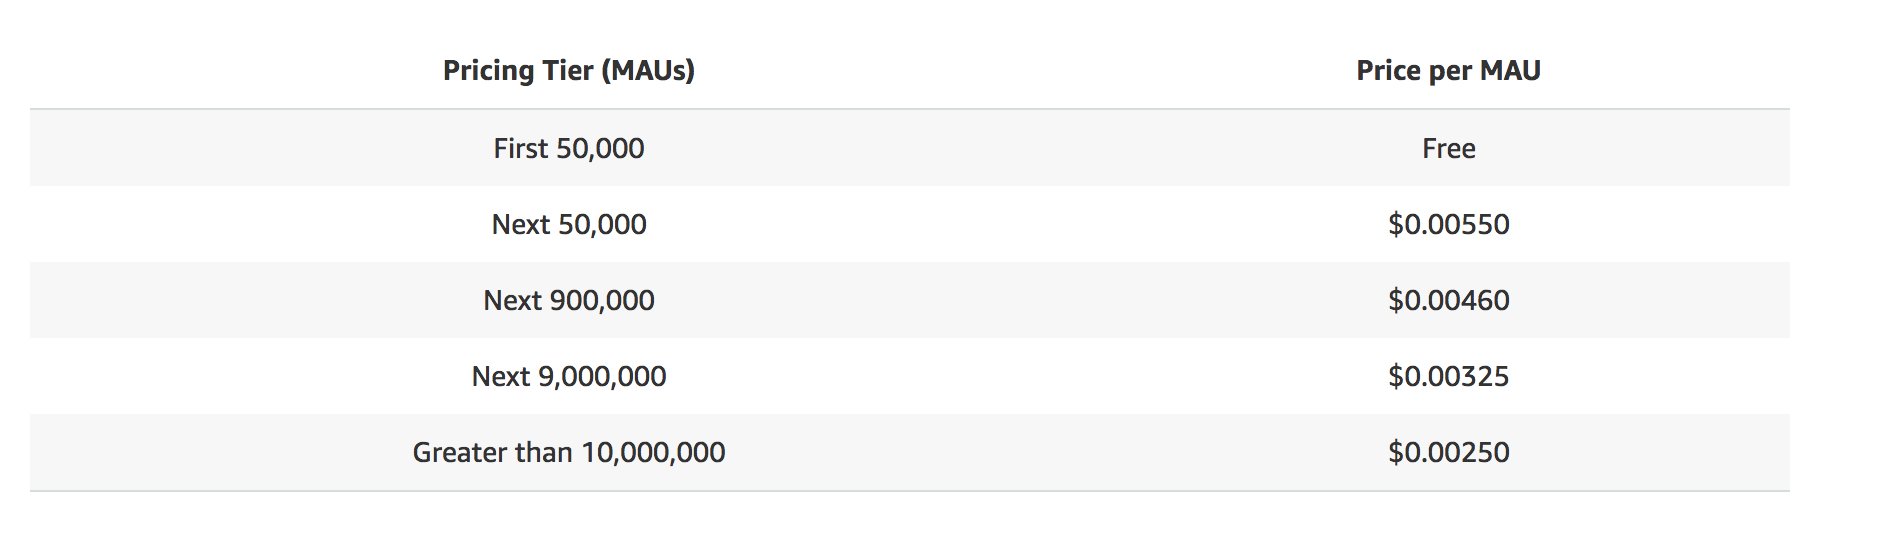 Pricing Tier (MAUs) Price per MAU
First 50,000 Free
Next 50,000 $0.00550
Next 900,000 $0.00460
Next 9,000,000 $0.00325
Greater than 10,000,000 $0.00250